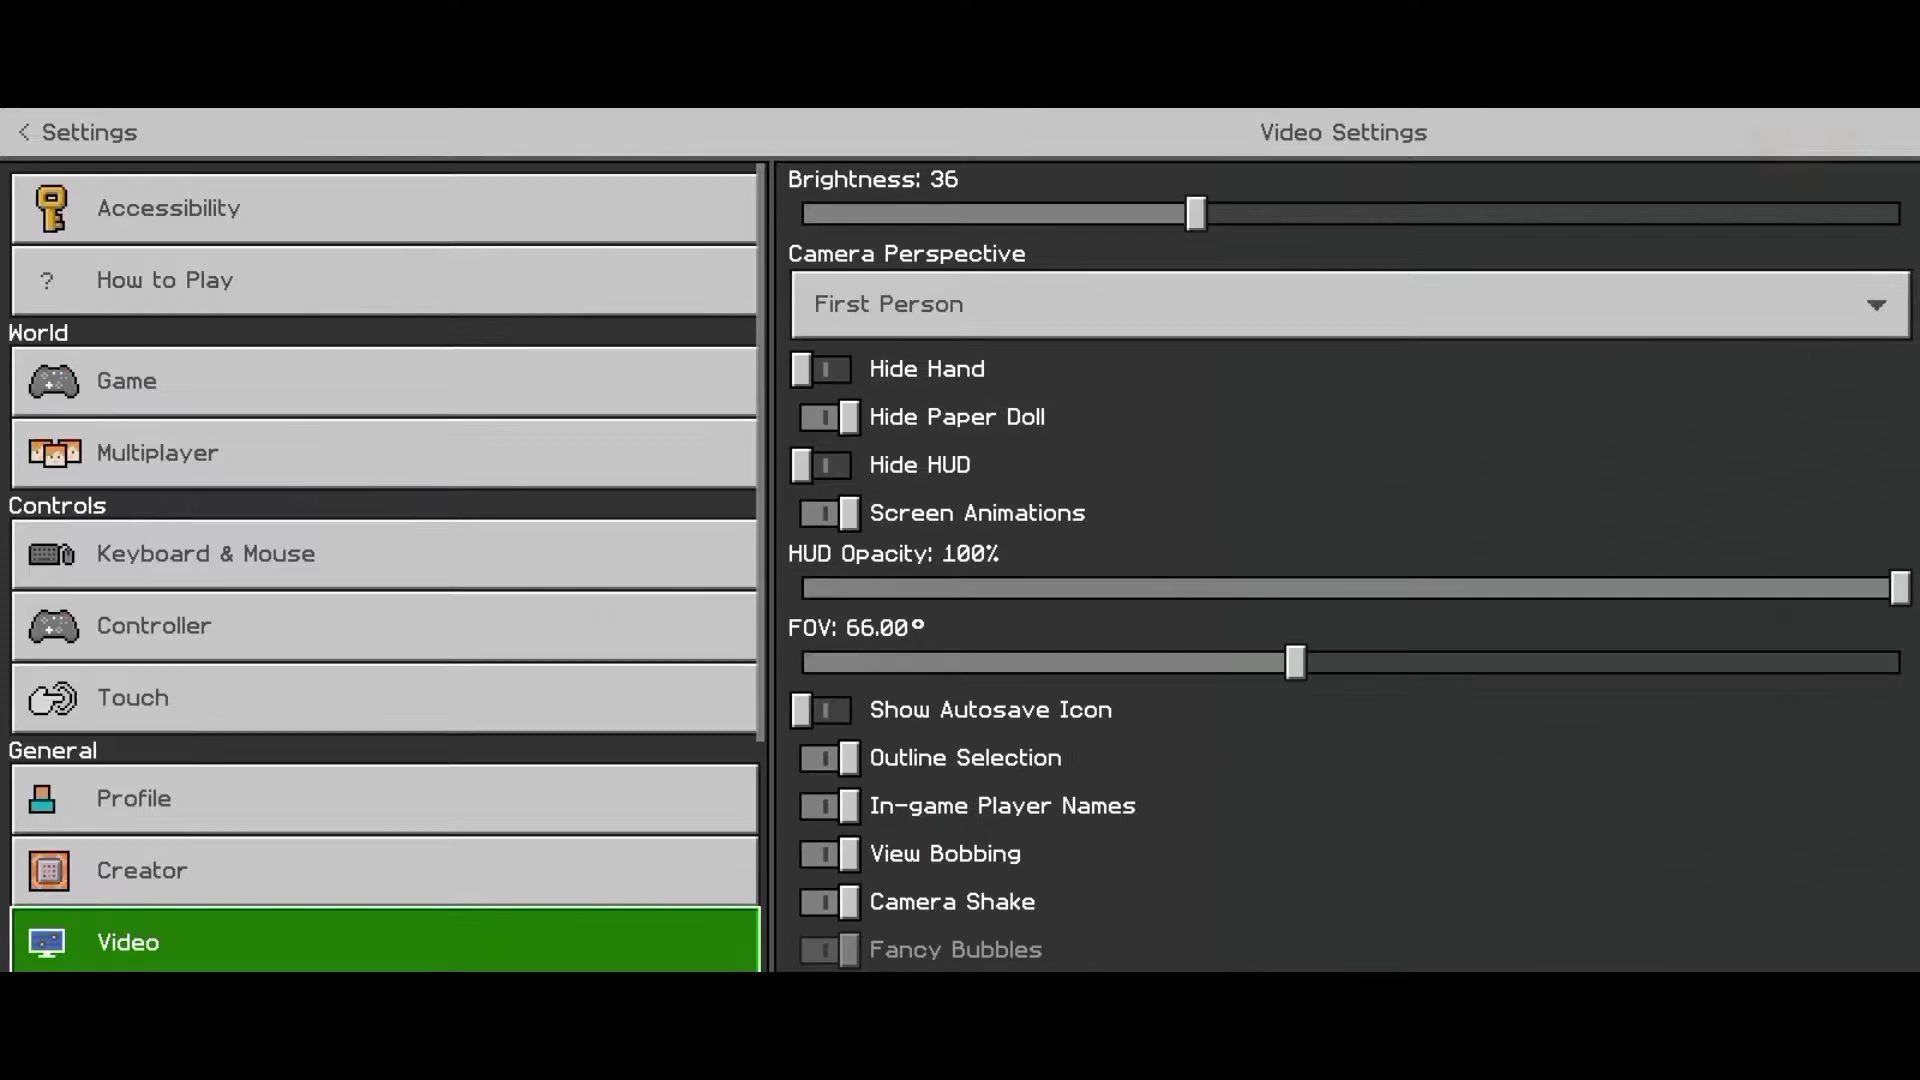 Settings
Video Settings
Accessibility
? How to Play
World
Game
Multiplayer
Controls
Keyboard & Mouse
Controller
Touch
General
Profile
Creator
Video
Brightness: 36
Camera Perspective
First Person
Hide Hand
Hide Paper Doll
Hide HUD
Screen Animations
HUD Opacity: 100%
FOV: 66.00°
Show Autosave Icon
Outline Selection
In-game Player Names
View Bobbing
Camera Shake
Fancy Bubbles